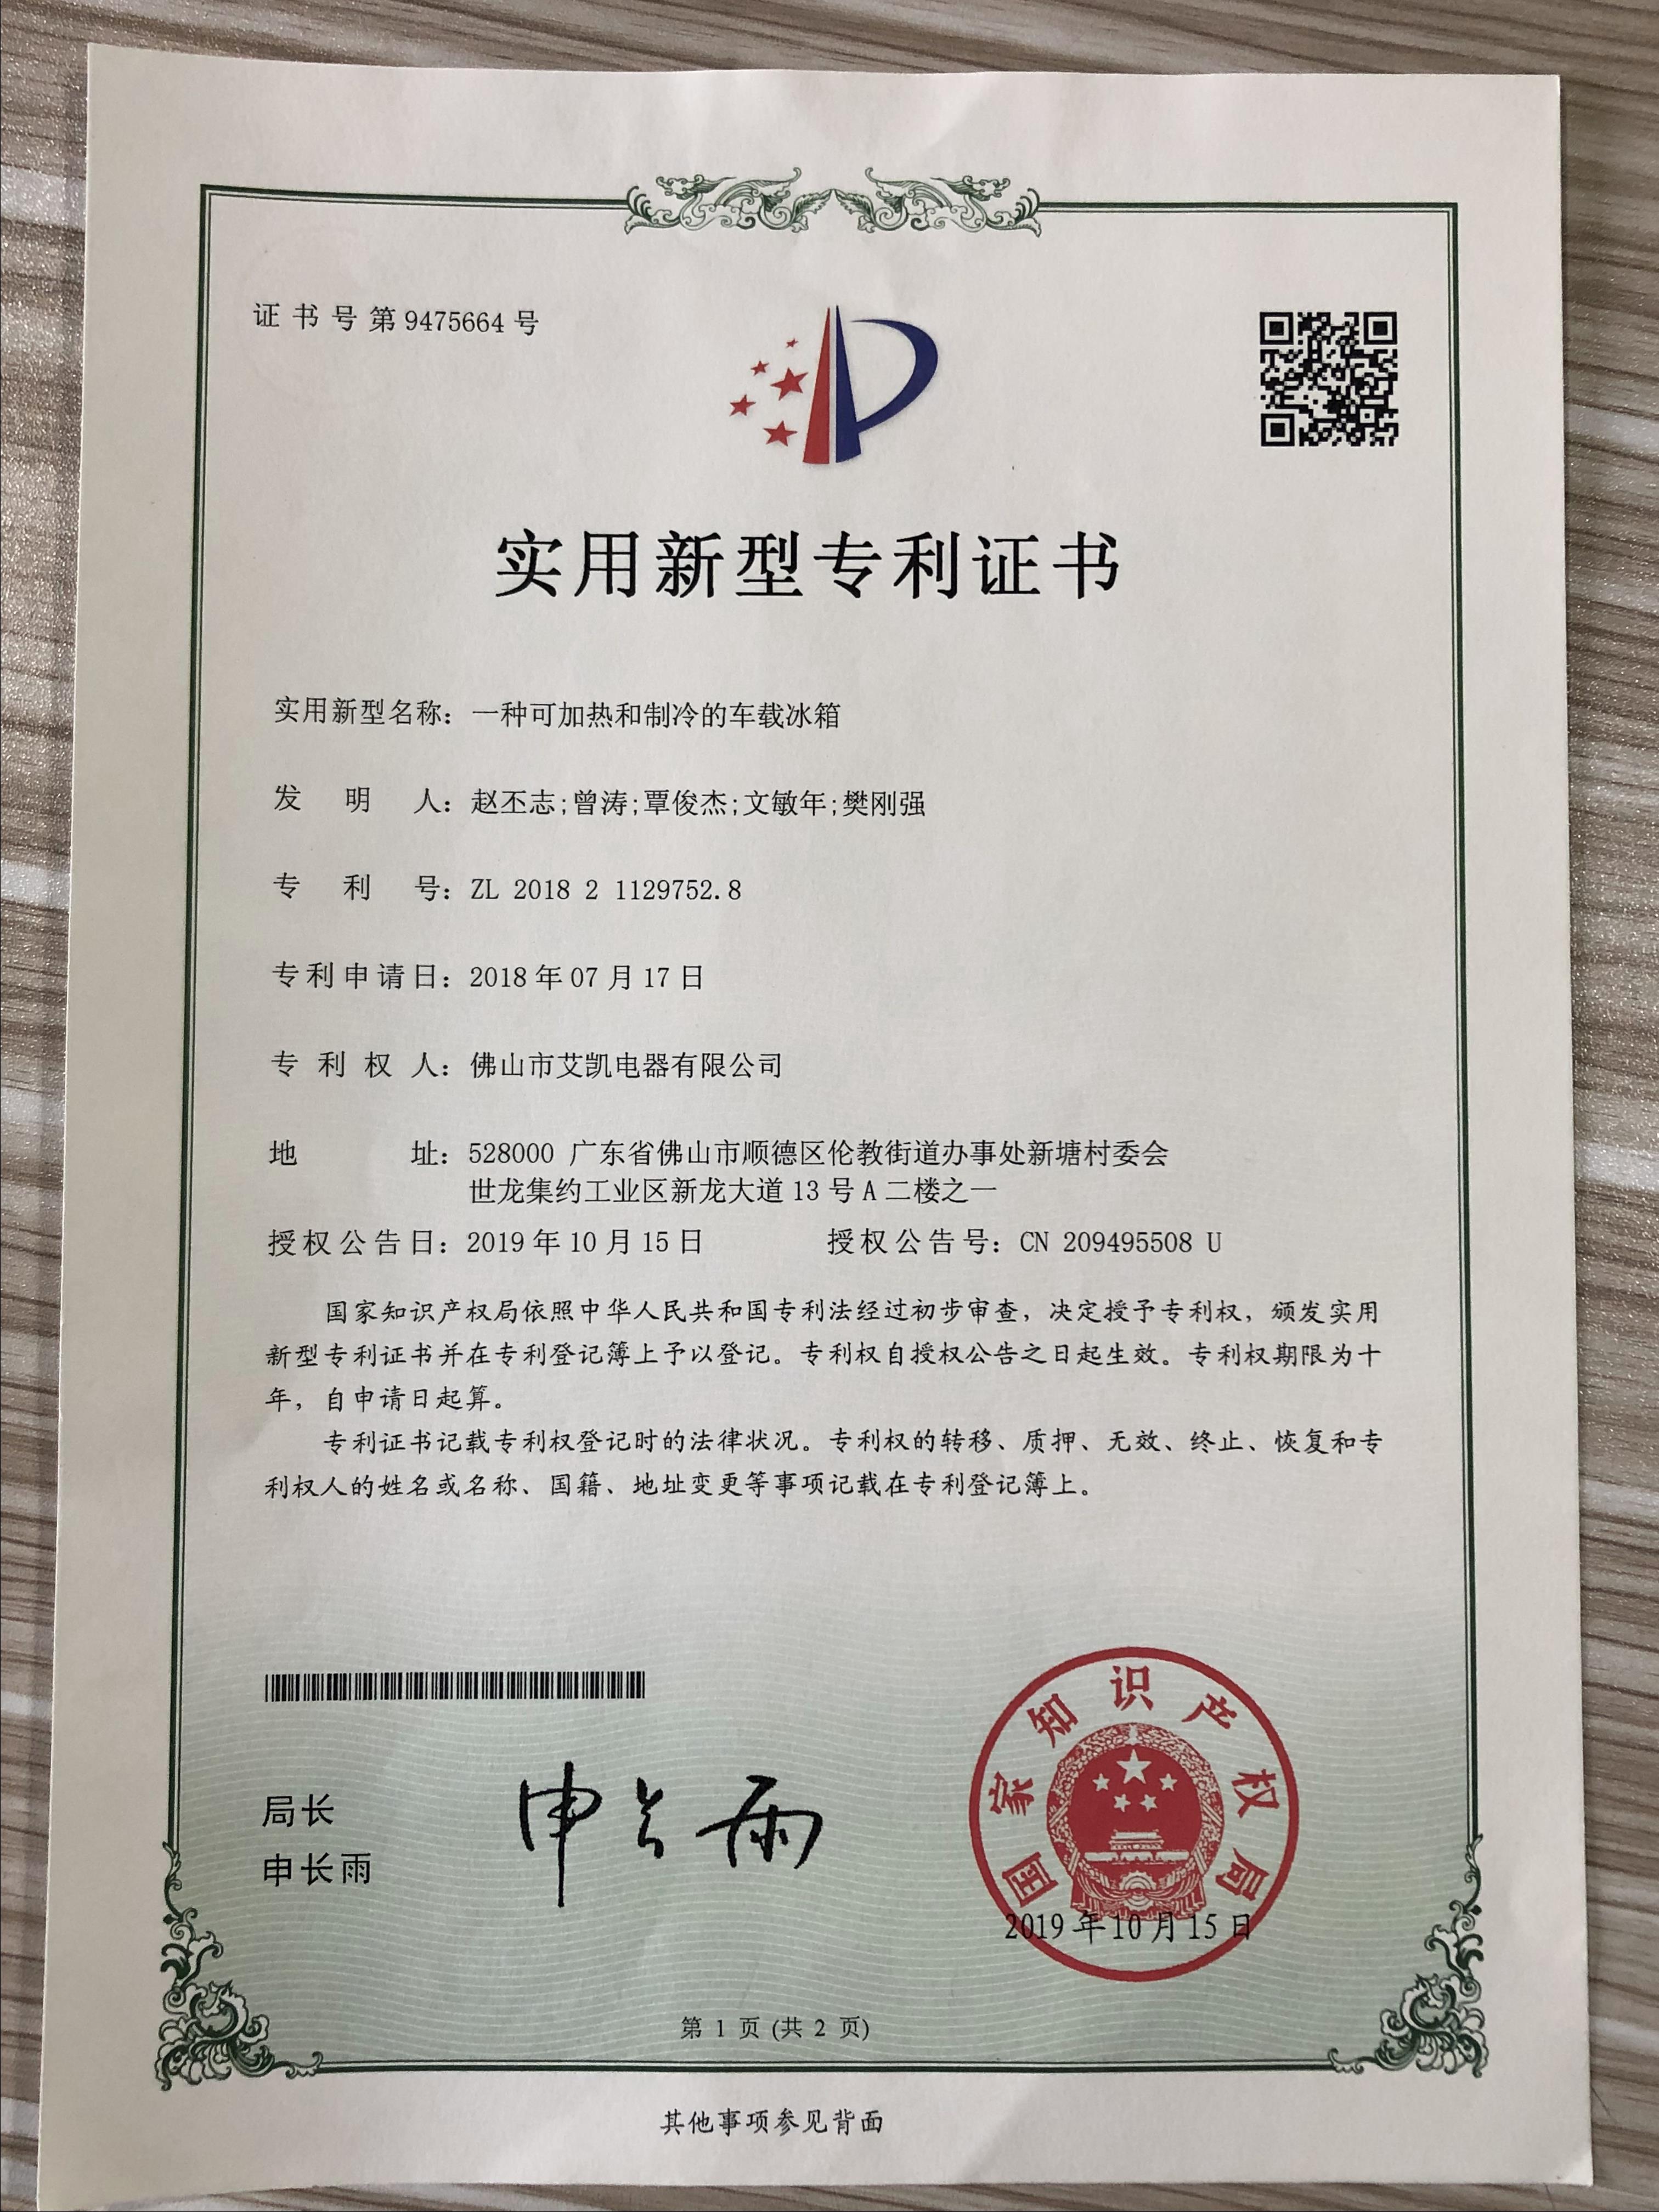 证书号第9475664号
实用新型专利证书
实用新型名称：一种可加热和制冷的车载冰箱
发明人：赵丕志;曾涛;覃俊杰;文敏年;樊刚强
专利号：ZL 2018 2 1129752.8
专利申请日：2018年07月17日
专利权人：佛山市艾凯电器有限公司
地址：528000 广东省佛山市顺德区伦教街道办事处新塘村委会
世龙集约工业区新龙大道13号A二楼之一
授权公告日：2019年10月15日 授权公告号：CN 209495508 U
国家知识产权局依照中华人民共和国专利法经过初步审查，决定授予专利权，颁发实用
新型专利证书并在专利登记簿上予以登记。专利权自授权公告之日起生效。专利权期限为十
年，自申请日起算。
专利证书记载专利权登记时的法律状况。专利权的转移、质押、无效、终止、恢复和专
利权人的姓名或名称、国籍、地址变更等事项记载在专利登记簿上。
局长
申长雨
申长雨
国家知识产权局
2019年10月15日
第 1 页 (共 2 页)
其他事项参见背面